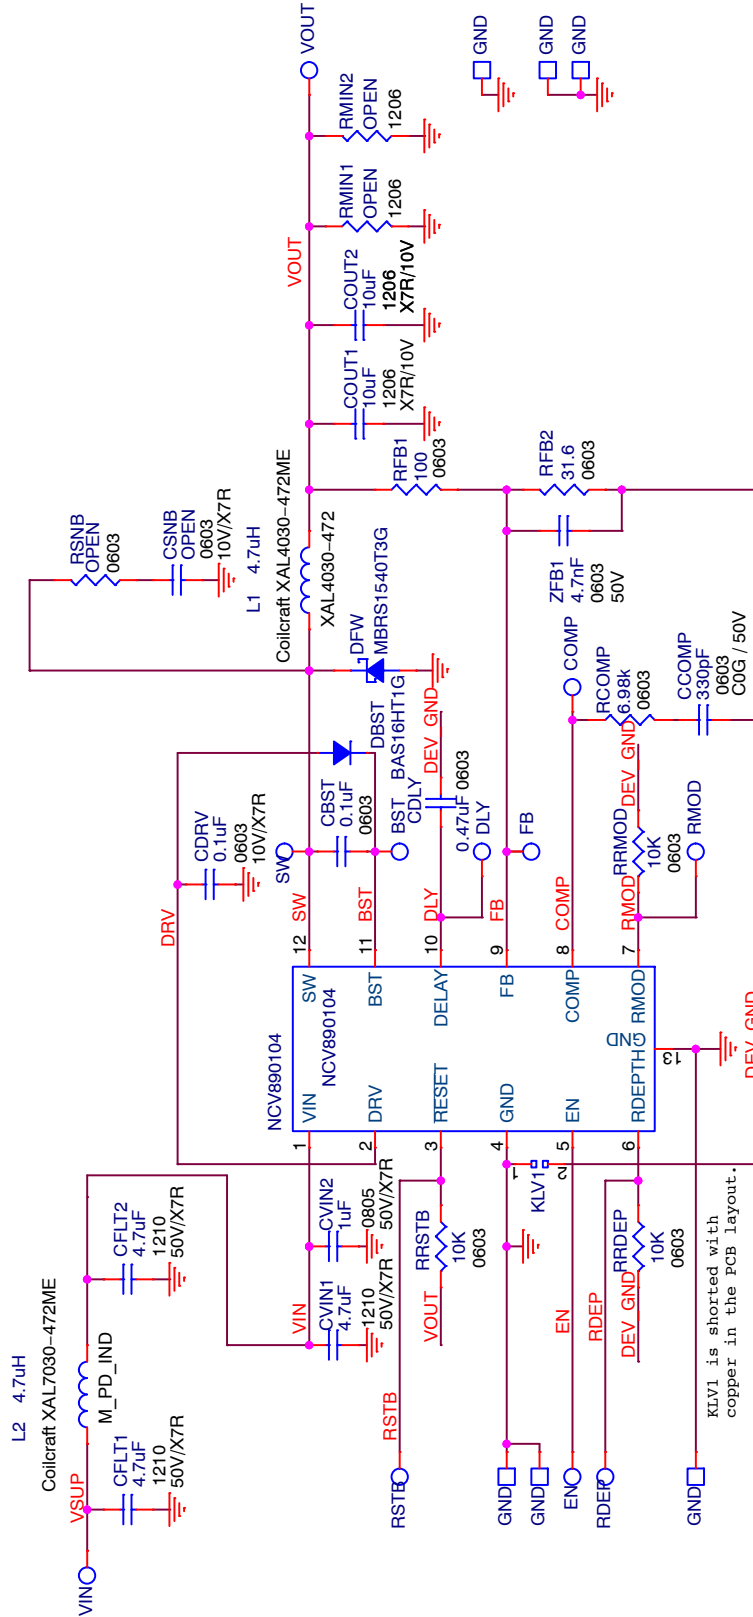 L2 4.7uH
Coilcraft XAL7030-472ME
M_PD_IND
VIN
VSUP
CFLT1
4.7uF
1210
50V/X7R
CFLT2
4.7uF
1210
50V/X7R
DRV
CDRV
0.1uF
0603
10V/X7R
RSNB
OPEN
0603
CSNB
OPEN
0603
10V/X7R
L1 4.7uH
Coilcraft XAL4030-472ME
XAL4030-472
VOUT
VOUT
VIN
CVIN1
4.7uF
1210
50V/X7R
CVIN2
1uF
0805
50V/X7R
NCV890104
NCV890104
1
VIN
2
DRV
3
RESET
4
GND
5
EN
6
RDEPTH
12
SW
11
BST
10
DELAY
9
FB
8
COMP
7
RMOD
13
GND
SW
SW
BST
CBST
0.1uF
0603
BST
DBST
BAS16HT1G
DFW
MBRS1540T3G
COUT1
10uF
1206
X7R/10V
COUT2
10uF
1206
X7R/10V
RMIN1
OPEN
1206
RMIN2
OPEN
1206
RSTB
RSTB
RRSTB
10K
0603
VOUT
DLY
CDLY
0.47uF
0603
DEV_GND
DLY
RFB1
100
0603
GND
GND
GND
GND
GND
1
KLV1
2
FB
FB
ZFB1
4.7nF
0603
50V
RFB2
31.6
0603
EN
EN
COMP
COMP
RCOMP
6.98k
0603
CCOMP
330pF
0603
C0G / 50V
RDEP
RDEP
RRDEP
10K
0603
DEV_GND
RMOD
RRMOD
10K
0603
DEV_GND
RMOD
GND
DEV_GND
KLV1 is shorted with
copper in the PCB layout.